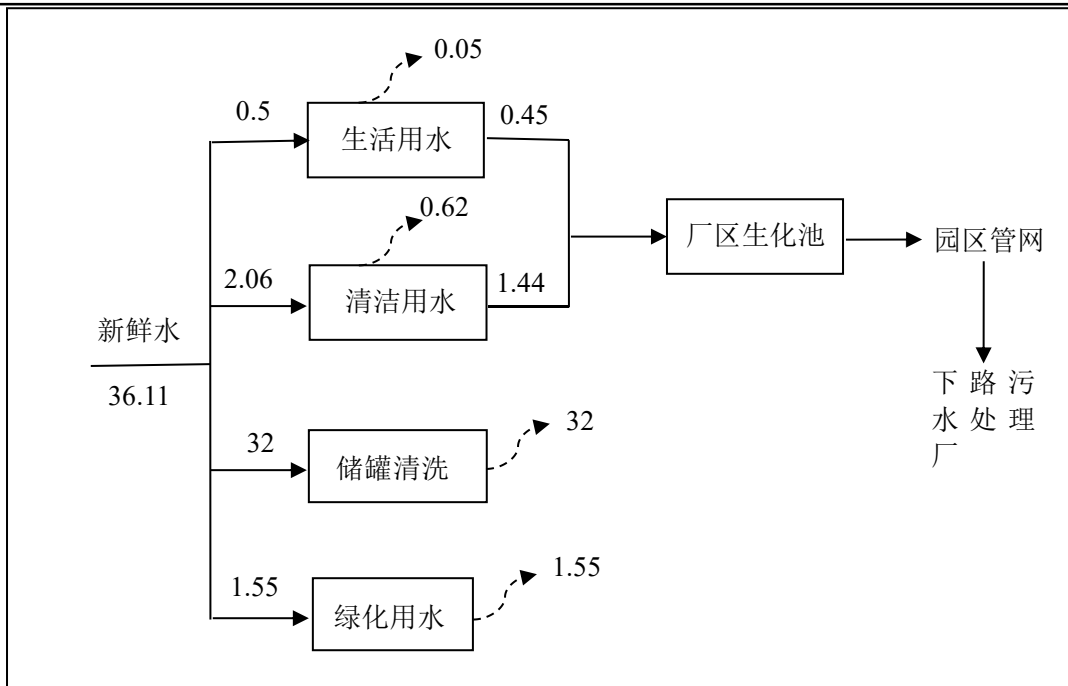 0.05
0.5
生活用水
0.45
0.62
厂区生化池
园区管网
2.06
清洁用水
1.44
新鲜水
36.11
下路污
水处理
厂
32
储罐清洗
32
1.55
绿化用水
1.55